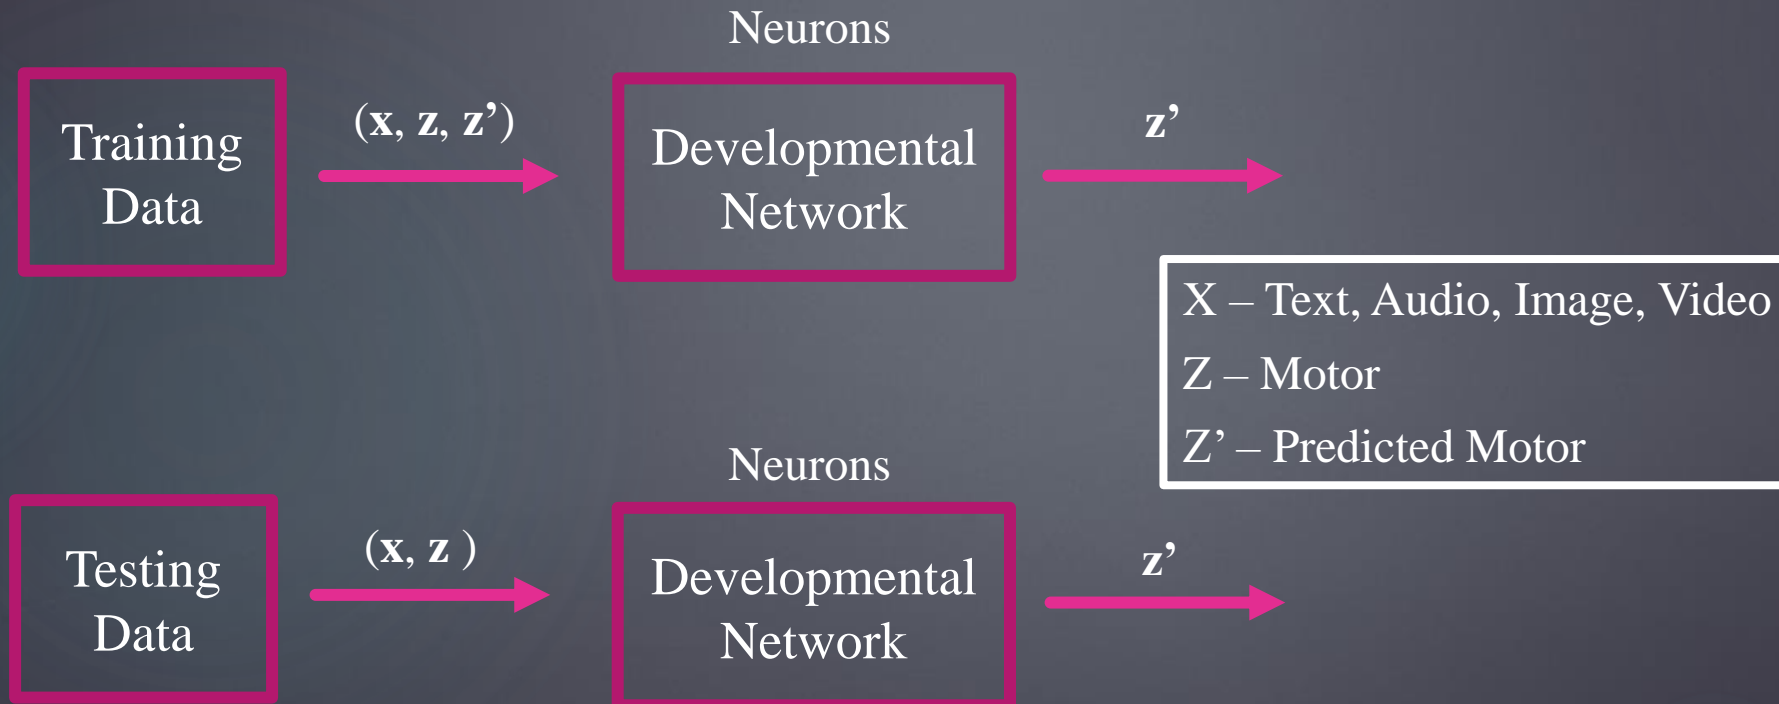 Neurons
Training
Data
(x, z, z’)
Developmental
Network
z’
X – Text, Audio, Image, Video
Z – Motor
Z’ – Predicted Motor
Neurons
Testing
Data
(x, z )
Developmental
Network
z’